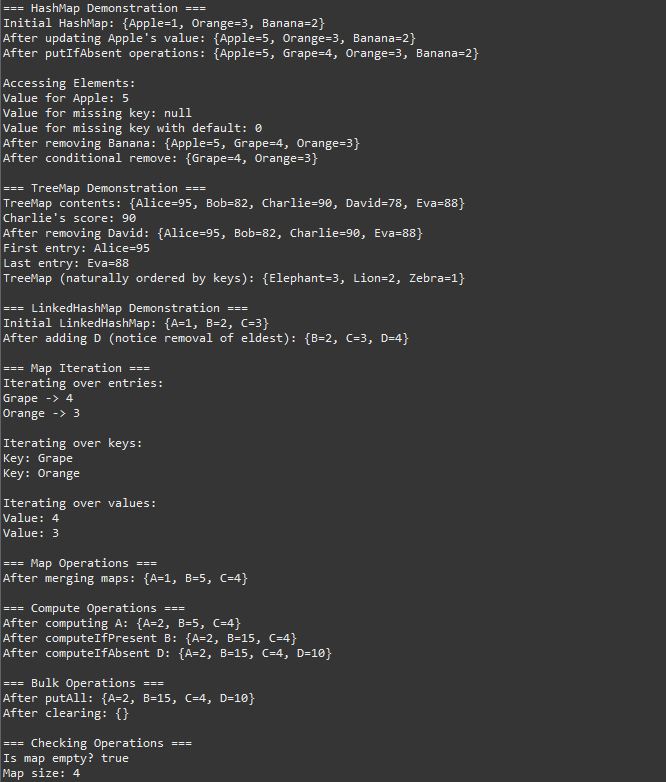 === HashMap Demonstration ===
Initial HashMap: {Apple=1, Orange=3, Banana=2}
After updating Apple's value: {Apple=5, Orange=3, Banana=2}
After putIfAbsent operations: {Apple=5, Grape=4, Orange=3, Banana=2}

Accessing Elements:
Value for Apple: 5
Value for missing key: null
Value for missing key with default: 0
After removing Banana: {Apple=5, Grape=4, Orange=3}
After conditional remove: {Grape=4, Orange=3}

=== TreeMap Demonstration ===
TreeMap contents: {Alice=95, Bob=82, Charlie=90, David=78, Eva=88}
Charlie's score: 90
After removing David: {Alice=95, Bob=82, Charlie=90, Eva=88}
First entry: Alice=95
Last entry: Eva=88
TreeMap (naturally ordered by keys): {Elephant=3, Lion=2, Zebra=1}

=== LinkedHashMap Demonstration ===
Initial LinkedHashMap: {A=1, B=2, C=3}
After adding D (notice removal of eldest): {B=2, C=3, D=4}

=== Map Iteration ===
Iterating over entries:
Grape -> 4
Orange -> 3

Iterating over keys:
Key: Grape
Key: Orange

Iterating over values:
Value: 4
Value: 3

=== Map Operations ===
After merging maps: {A=1, B=5, C=4}

=== Compute Operations ===
After computing A: {A=2, B=5, C=4}
After computeIfPresent B: {A=2, B=15, C=4}
After computeIfAbsent D: {A=2, B=15, C=4, D=10}

=== Bulk Operations ===
After putAll: {A=2, B=15, C=4, D=10}
After clearing: {}

=== Checking Operations ===
Is map empty? true
Map size: 4